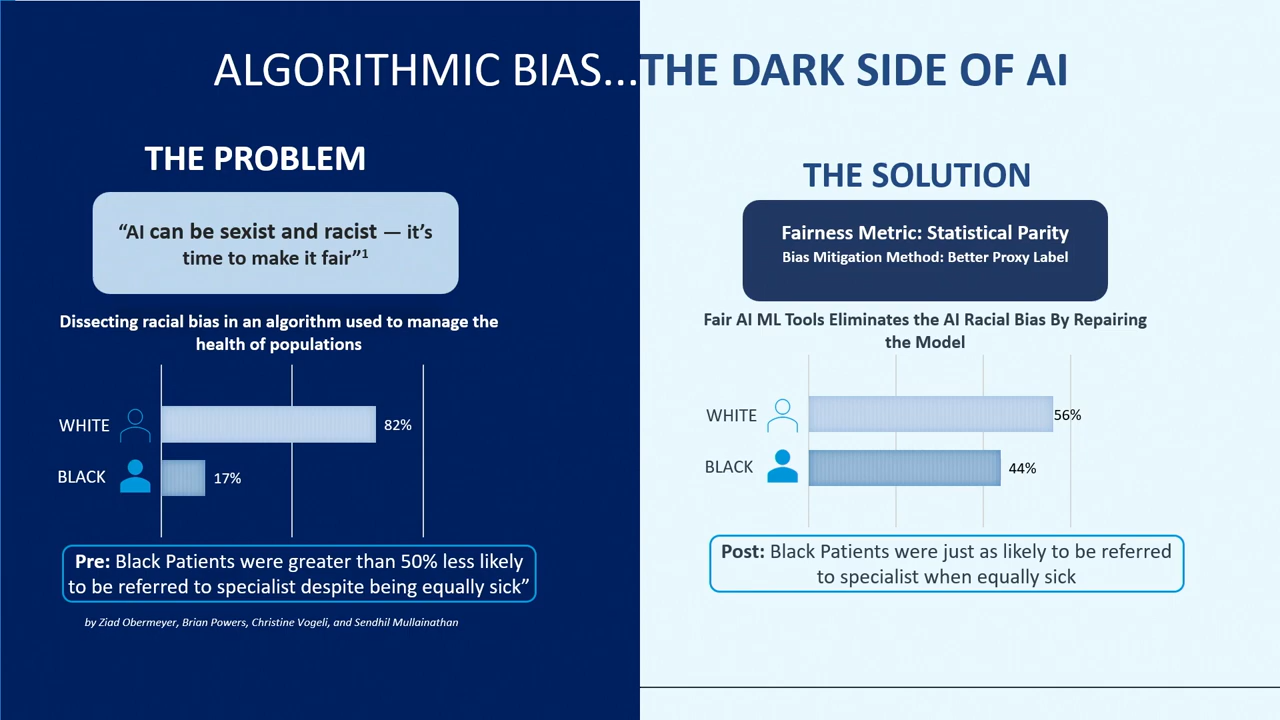 ALGORITHMIC BIAS...THE DARK SIDE OF AI
THE PROBLEM
“AI can be sexist and racist — it’s
time to make it fair”1
Dissecting racial bias in an algorithm used to manage the
health of populations
WHITE
82%
BLACK
17%
Pre: Black Patients were greater than 50% less likely
to be referred to specialist despite being equally sick”
by Ziad Obermeyer, Brian Powers, Christine Vogeli, and Sendhil Mullainathan
THE SOLUTION
Fairness Metric: Statistical Parity
Bias Mitigation Method: Better Proxy Label
Fair AI ML Tools Eliminates the AI Racial Bias By Repairing
the Model
WHITE
56%
BLACK
44%
Post: Black Patients were just as likely to be referred
to specialist when equally sick